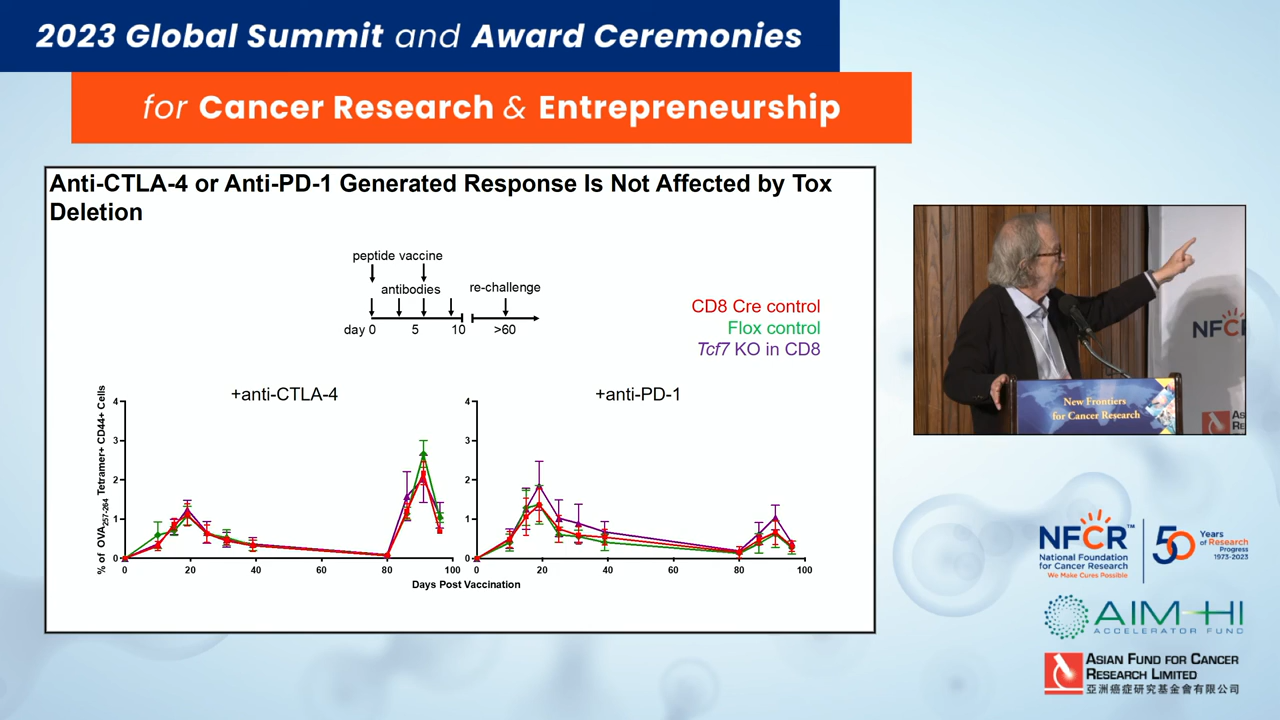 2023 Global Summit and Award Ceremonies
for Cancer Research & Entrepreneurship
Anti-CTLA-4 or Anti-PD-1 Generated Response Is Not Affected by Tox
Deletion
peptide vaccine
antibodies
re-challenge
day 0 5 10 >60
CD8 Cre control
Flox control
Tcf7 KO in CD8
+anti-CTLA-4
+anti-PD-1
% of OVA257-264 Tetramer+ CD44+ Cells
4
3
2
1
0
0 20 40 60 80 100
4
3
2
1
0
0 20 40 60 80 100
Days Post Vaccination
NFCR
New Frontiers
for Cancer Research
NFCR™
National Foundation
for Cancer Research
We Make Cures Possible
50
Years
of Research
Progress
1973-2023
AIM-HI
ACCELERATOR FUND
ASIAN FUND FOR CANCER
RESEARCH LIMITED
亞洲癌症研究基金會有限公司